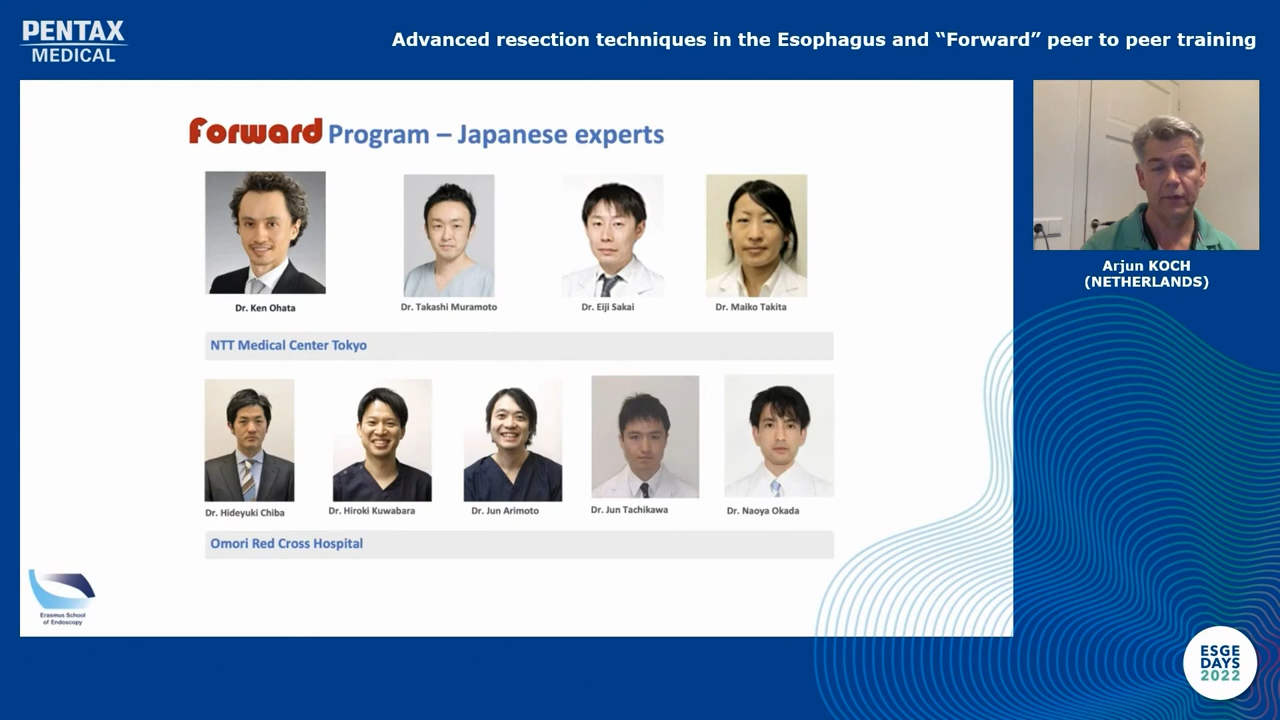 PENTAX
MEDICAL
Advanced resection techniques in the Esophagus and “Forward” peer to peer training
Forward Program – Japanese experts
Dr. Ken Ohata
Dr. Takashi Muramoto
Dr. Eiji Sakai
Dr. Maiko Takita
NTT Medical Center Tokyo
Dr. Hideyuki Chiba
Dr. Hiroki Kuwabara
Dr. Jun Arimoto
Dr. Jun Tachikawa
Dr. Naoya Okada
Omori Red Cross Hospital
Erasmus School
of Endoscopy
Arjun KOCH
(NETHERLANDS)
ESGE
DAYS
2022